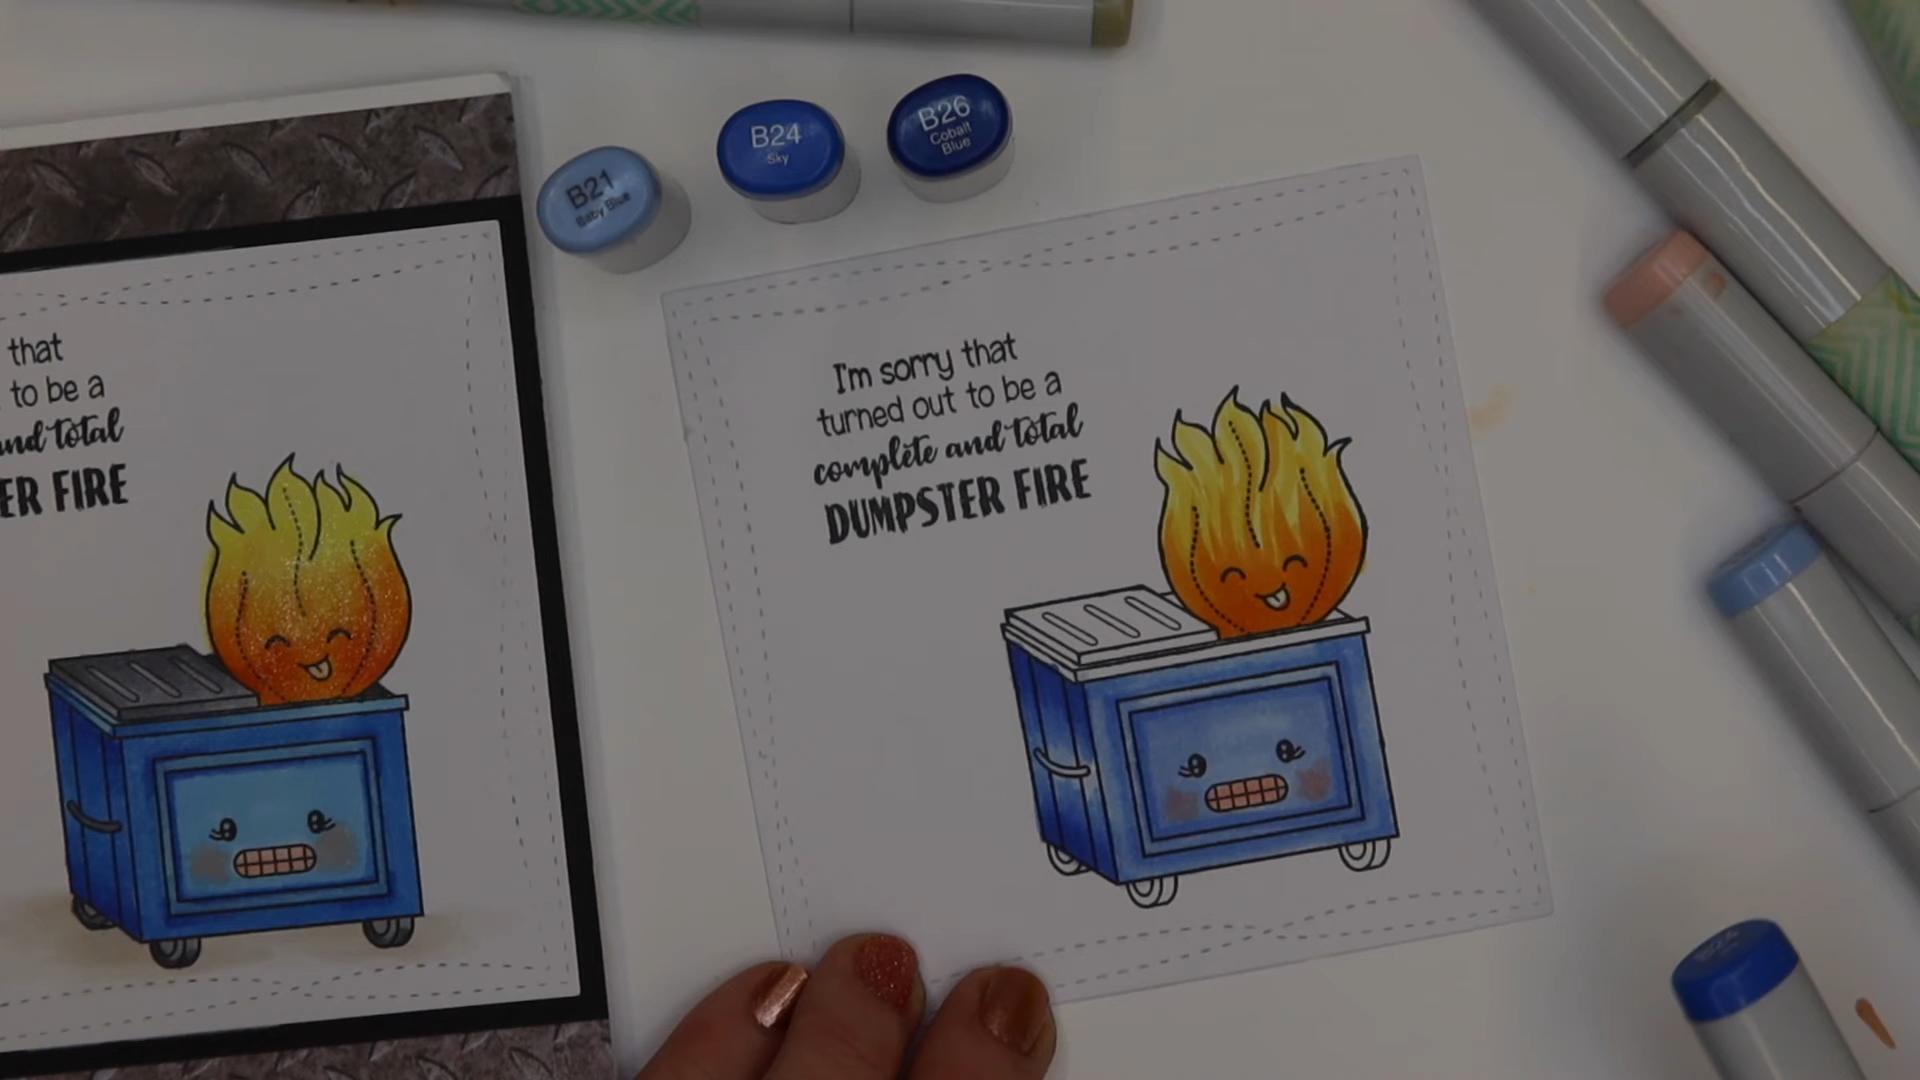 B21
Baby Blue
B24
Sky
B26
Cobalt
Blue
that
to be a
and total
ER FIRE
I'm sorry that
turned out to be a
complete and total
DUMPSTER FIRE